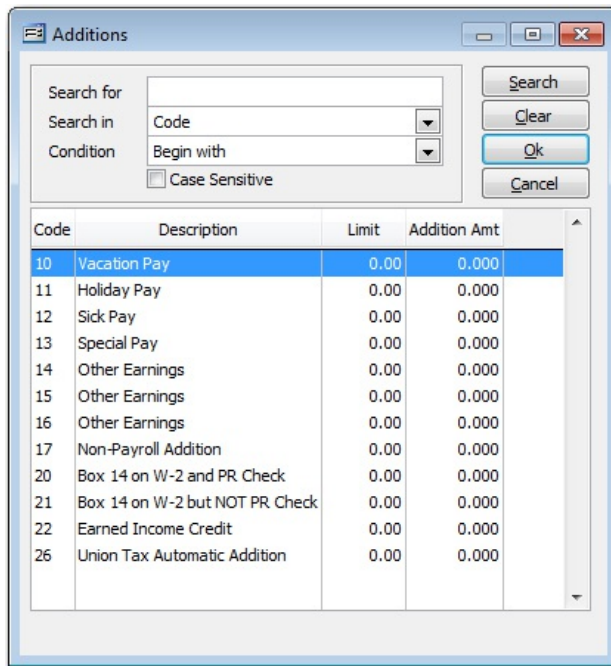 Additions
Search for
Search in Code
Condition Begin with
Case Sensitive
Search
Clear
Ok
Cancel
Code Description Limit Addition Amt
10 Vacation Pay 0.00 0.000
11 Holiday Pay 0.00 0.000
12 Sick Pay 0.00 0.000
13 Special Pay 0.00 0.000
14 Other Earnings 0.00 0.000
15 Other Earnings 0.00 0.000
16 Other Earnings 0.00 0.000
17 Non-Payroll Addition 0.00 0.000
20 Box 14 on W-2 and PR Check 0.00 0.000
21 Box 14 on W-2 but NOT PR Check 0.00 0.000
22 Earned Income Credit 0.00 0.000
26 Union Tax Automatic Addition 0.00 0.000